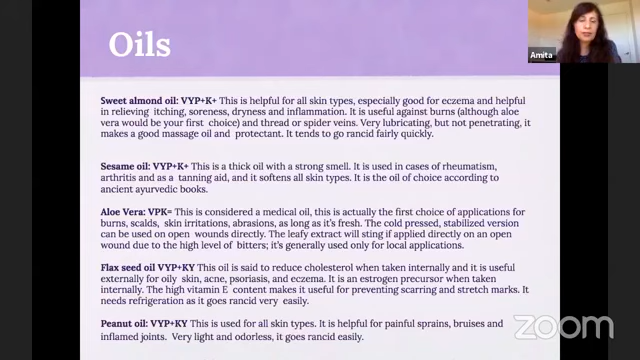 Oils
Amita
Sweet almond oil: VYP+K+ This is helpful for all skin types, especially good for eczema and helpful
in relieving itching, soreness, dryness and inflammation. It is useful against burns (although aloe
vera would be your first choice) and thread or spider veins. Very lubricating, but not penetrating, it
makes a good massage oil and protectant. It tends to go rancid fairly quickly.
Sesame oil: VYP+K+ This is a thick oil with a strong smell. It is used in cases of rheumatism,
arthritis and as a tanning aid, and it softens all skin types. It is the oil of choice according to
ancient ayurvedic books.
Aloe Vera: VPK= This is considered a medical oil, this is actually the first choice of applications for
burns, scalds, skin irritations, abrasions, as long as it's fresh. The cold pressed, stabilized version
can be used on open wounds directly. The leafy extract will sting if applied directly on an open
wound due to the high level of bitters; it's generally used only for local applications.
Flax seed oil VYP+KY This oil is said to reduce cholesterol when taken internally and it is useful
externally for oily skin, acne, psoriasis, and eczema. It is an estrogen precursor when taken
internally. The high vitamin E content makes it useful for preventing scarring and stretch marks. It
needs refrigeration as it goes rancid very easily.
Peanut oil: VYP+KY This is used for all skin types. It is helpful for painful sprains, bruises and
inflamed joints. Very light and odorless, it goes rancid easily.
zoom